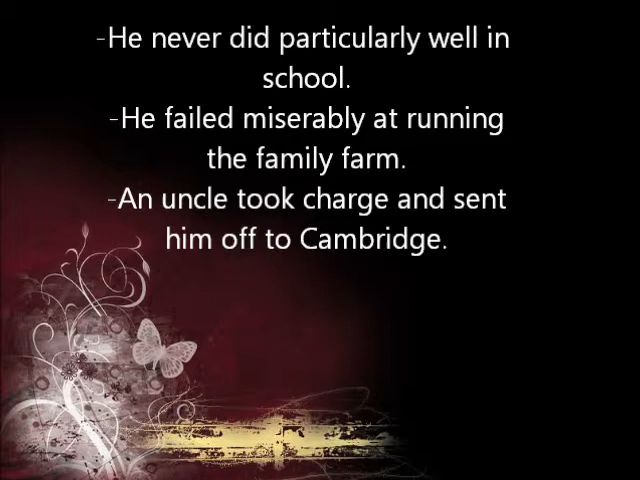 -He never did particularly well in
school.
-He failed miserably at running
the family farm.
-An uncle took charge and sent
him off to Cambridge.